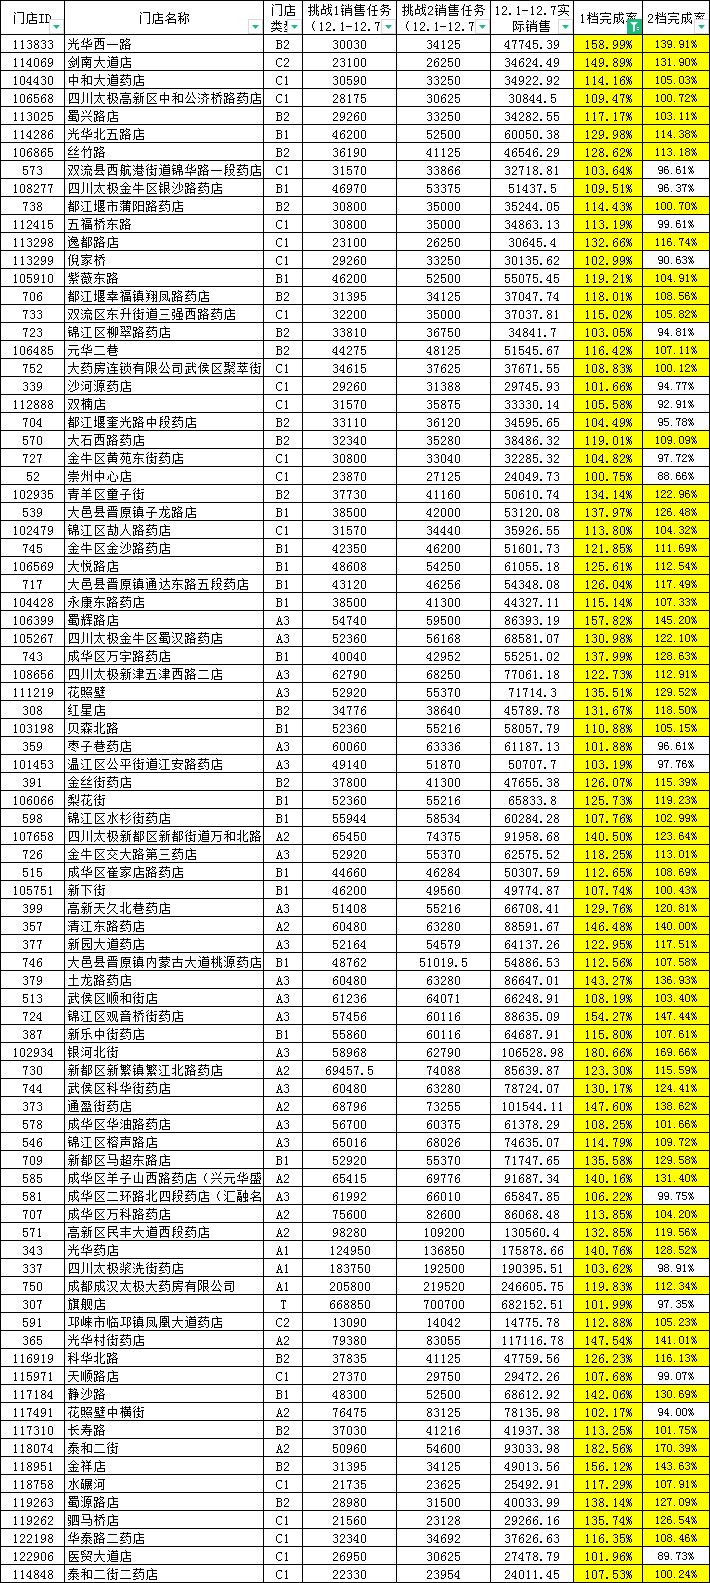 门店ID 门店名称 门店类型 挑战1销售任务（12.1-12.7 挑战2销售任务（12.1-12.7 12.1-12.7实际销售 1档完成率 2档完成率
113833 光华西一路 B2 30030 34125 47745.39 158.99% 139.91%
114069 剑南大道店 C2 23100 26250 34624.49 149.89% 131.90%
104430 中和大道药店 C1 30590 33250 34922.92 114.16% 105.03%
106568 四川太极高新区中和公济桥路药店 C1 28175 30625 30844.5 109.47% 100.72%
113025 蜀兴路店 B2 29260 33250 34282.55 117.17% 103.11%
114286 光华北五路店 B1 46200 52500 60050.38 129.98% 114.38%
106865 丝竹路 B2 36190 41125 46546.29 128.62% 113.18%
573 双流县西航港街道锦华路一段药店 C1 31570 33866 32718.81 103.64% 96.61%
108277 四川太极金牛区银沙路药店 B1 46970 53375 51437.5 109.51% 96.37%
738 都江堰市蒲阳路药店 B2 30800 35000 35244.05 114.43% 100.70%
112415 五福桥东路 C1 30800 35000 34863.13 113.19% 99.61%
113298 逸都路店 C1 23100 26250 30645.4 132.66% 116.74%
113299 倪家桥 C1 29260 33250 30135.62 102.99% 90.63%
105910 紫薇东路 B1 46200 52500 55075.45 119.21% 104.91%
706 都江堰幸福镇翔凤路药店 B2 31395 34125 37047.74 118.01% 108.56%
733 双流区东升街道三强西路药店 C1 32200 35000 37037.81 115.02% 105.82%
723 锦江区柳翠路药店 B2 33810 36750 34841.7 103.05% 94.81%
106485 元华二巷 B2 44275 48125 51545.67 116.42% 107.11%
752 大药房连锁有限公司武侯区聚萃街 C1 34615 37625 37671.55 108.83% 100.12%
339 沙河源药店 C1 29260 31388 29745.93 101.66% 94.77%
112888 双楠店 C1 31570 35875 33330.14 105.58% 92.91%
704 都江堰奎光路中段药店 B2 33110 36120 34595.65 104.49% 95.78%
570 大石西路药店 B2 32340 35280 38486.32 119.01% 109.09%
727 金牛区黄苑东街药店 C1 30800 33040 32285.32 104.82% 97.72%
52 崇州中心店 C1 23870 27125 24049.73 100.75% 88.66%
102935 青羊区童子街 B2 37730 41160 50610.74 134.14% 122.96%
539 大邑县晋原镇子龙路店 B1 38500 42000 53120.08 137.97% 126.48%
102479 锦江区劼人路药店 C1 31570 34440 35926.55 113.80% 104.32%
745 金牛区金沙路药店 B1 42350 46200 51601.73 121.85% 111.69%
106569 大悦路店 B1 48608 54250 61055.18 125.61% 112.54%
717 大邑县晋原镇通达东路五段药店 B1 43120 46256 54348.08 126.04% 117.49%
104428 永康东路药店 B1 38500 41300 44327.11 115.14% 107.33%
106399 蜀辉路店 A3 54740 59500 86393.19 157.82% 145.20%
105267 四川太极金牛区蜀汉路药店 A3 52360 56168 68581.07 130.98% 122.10%
743 成华区万宇路药店 B1 40040 42952 55251.02 137.99% 128.63%
108656 四川太极新津五津西路二店 A3 62790 68250 77061.18 122.73% 112.91%
111219 花照壁 A3 52920 55370 71714.3 135.51% 129.52%
308 红星店 B2 34776 38640 45789.78 131.67% 118.50%
103198 贝森北路 B1 52360 55216 58057.79 110.88% 105.15%
359 枣子巷药店 A3 60060 63336 61187.13 101.88% 96.61%
101453 温江区公平街道江安路药店 A3 49140 51870 50707.7 103.19% 97.76%
391 金丝街药店 B2 37800 41300 47655.38 126.07% 115.39%
106066 梨花街 B1 52360 55216 65833.8 125.73% 119.23%
598 锦江区水杉街药店 B1 55944 58534 60284.28 107.76% 102.99%
107658 四川太极新都区新都街道万和北路 A2 65450 74375 91958.68 140.50% 123.64%
726 金牛区交大路第三药店 A3 52920 55370 62575.52 118.25% 113.01%
515 成华区崔家店路药店 B1 44660 46284 50307.59 112.65% 108.69%
105751 新下街 B1 46200 49560 49774.87 107.74% 100.43%
399 高新天久北巷药店 A3 51408 55216 66708.41 129.76% 120.81%
357 清江东路药店 A2 60480 63280 88591.67 146.48% 140.00%
377 新园大道药店 A3 52164 54579 64137.26 122.95% 117.51%
746 大邑县晋原镇内蒙古大道桃源药店 B1 48762 51019.5 54886.53 112.56% 107.58%
379 土龙路药店 A3 60480 63280 86647.01 143.27% 136.93%
513 武侯区顺和街店 A3 61236 64071 66248.91 108.19% 103.40%
724 锦江区观音桥街药店 A3 57456 60116 88635.09 154.27% 147.44%
387 新乐中街药店 B1 55860 60116 64687.91 115.80% 107.61%
102934 银河北街 A3 58968 62790 106528.98 180.66% 169.66%
730 新都区新繁镇繁江北路药店 A2 69457.5 74088 85639.87 123.30% 115.59%
744 武侯区科华街药店 A3 60480 63280 78724.07 130.17% 124.41%
373 通盈街药店 A2 68796 73255 101544.11 147.60% 138.62%
578 成华区华油路药店 A3 56700 60375 61378.29 108.25% 101.66%
546 锦江区榕声路店 A3 65016 68026 74635.07 114.79% 109.72%
709 新都区马超东路店 B1 52920 55370 71747.65 135.58% 129.58%
585 成华区羊子山西路药店（兴元华盛 A2 65415 69776 91687.34 140.16% 131.40%
581 成华区二环路北四段药店（汇融名 A3 61992 66010 65847.85 106.22% 99.75%
707 成华区万科路药店 A2 75600 82600 86068.48 113.85% 104.20%
571 高新区民丰大道西段药店 A2 98280 109200 130560.4 132.85% 119.56%
343 光华药店 A1 124950 136850 175878.66 140.76% 128.52%
337 四川太极浆洗街药店 A1 183750 192500 190395.51 103.62% 98.91%
750 成都成汉太极大药房有限公司 A1 205800 219520 246605.75 119.83% 112.34%
307 旗舰店 T 668850 700700 682152.51 101.99% 97.35%
591 邛崃市临邛镇凤凰大道药店 C2 13090 14042 14775.78 112.88% 105.23%
365 光华村街药店 A2 79380 83055 117116.78 147.54% 141.01%
116919 科华北路 B2 37835 41125 47759.56 126.23% 116.13%
115971 天顺路店 C1 27370 29750 29472.26 107.68% 99.07%
117184 静沙路 B1 48300 52500 68612.92 142.06% 130.69%
117491 花照壁中横街 A2 76475 83125 78135.98 102.17% 94.00%
117310 长寿路 B2 37030 41216 41937.38 113.25% 101.75%
118074 泰和二街 A2 50960 54600 93033.98 182.56% 170.39%
118951 金祥店 B2 31395 34125 49013.56 156.12% 143.63%
118758 水碾河 C1 21735 23625 25492.91 117.29% 107.91%
119263 蜀源路店 B2 28980 31500 40033.99 138.14% 127.09%
119262 驷马桥店 C1 21560 23128 29266.16 135.74% 126.54%
122198 华泰路二药店 C1 32340 34692 37626.63 116.35% 108.46%
122906 医贸大道店 C1 26950 30625 27478.79 101.96% 89.73%
114848 泰和二街二药店 C1 22330 23954 24011.45 107.53% 100.24%